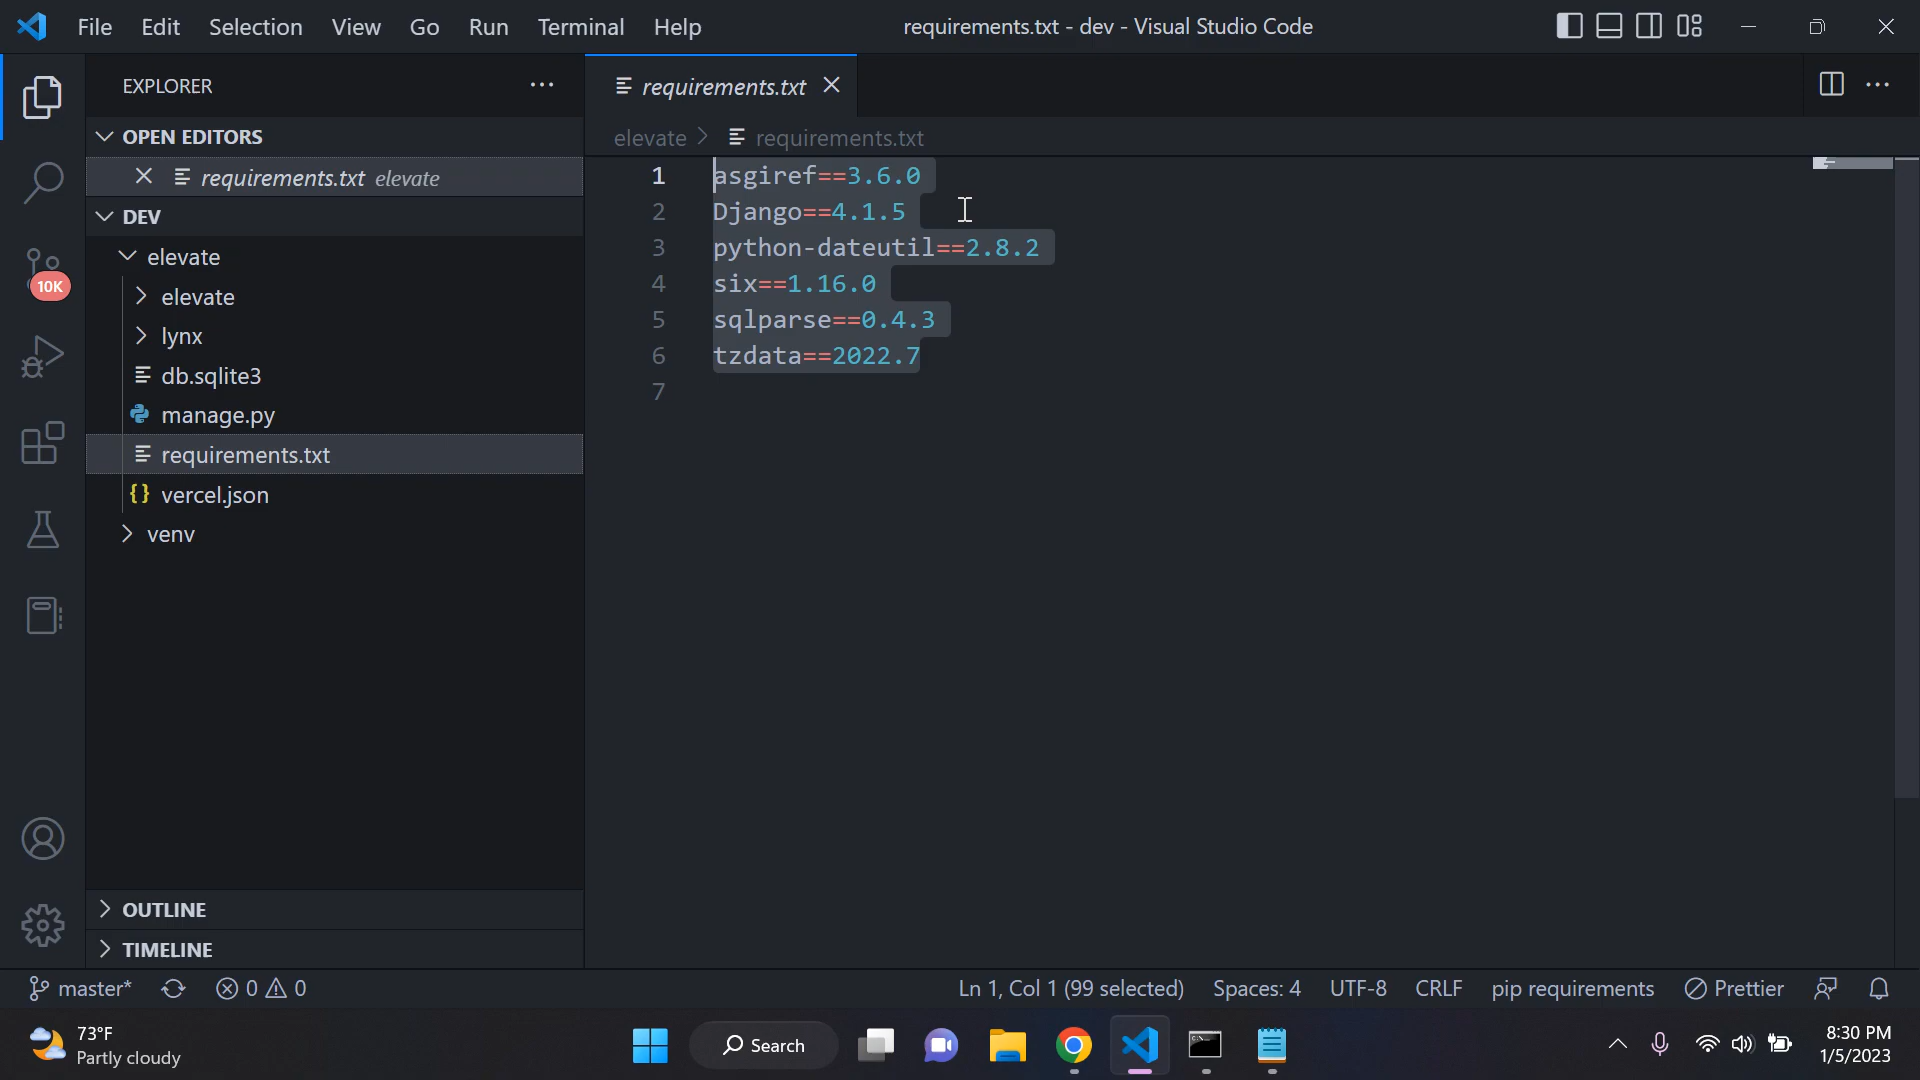 File Edit Selection View Go Run Terminal Help
requirements.txt - dev - Visual Studio Code
EXPLORER
OPEN EDITORS
requirements.txt elevate
DEV
elevate
elevate
lynx
db.sqlite3
manage.py
requirements.txt
{} vercel.json
venv
OUTLINE
TIMELINE
10K
requirements.txt
elevate > requirements.txt
1 asgiref==3.6.0
2 Django==4.1.5
3 python-dateutil==2.8.2
4 six==1.16.0
5 sqlparse==0.4.3
6 tzdata==2022.7
7
master* 0 0
Ln 1, Col 1 (99 selected) Spaces: 4 UTF-8 CRLF pip requirements Prettier
73°F
Partly cloudy
Search
8:30 PM
1/5/2023